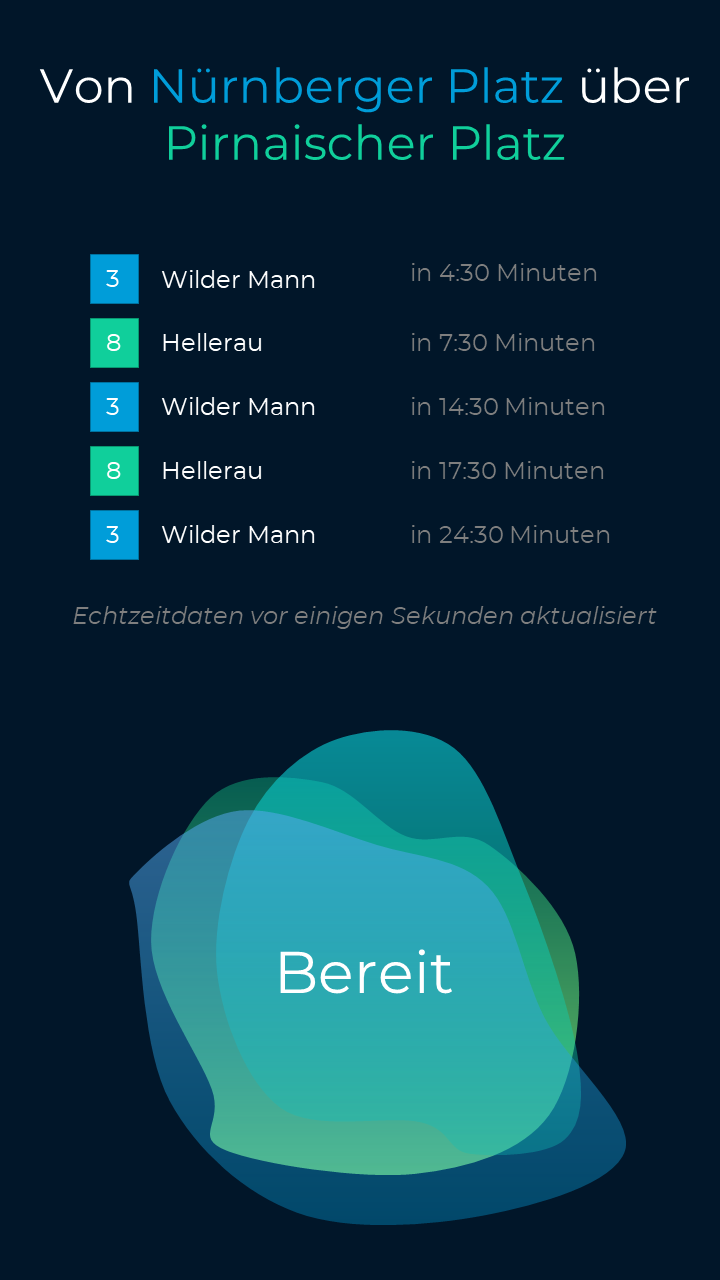 Von Nürnberger Platz über
Pirnaischer Platz
3 Wilder Mann in 4:30 Minuten
8 Hellerau in 7:30 Minuten
3 Wilder Mann in 14:30 Minuten
8 Hellerau in 17:30 Minuten
3 Wilder Mann in 24:30 Minuten
Echtzeitdaten vor einigen Sekunden aktualisiert
Bereit